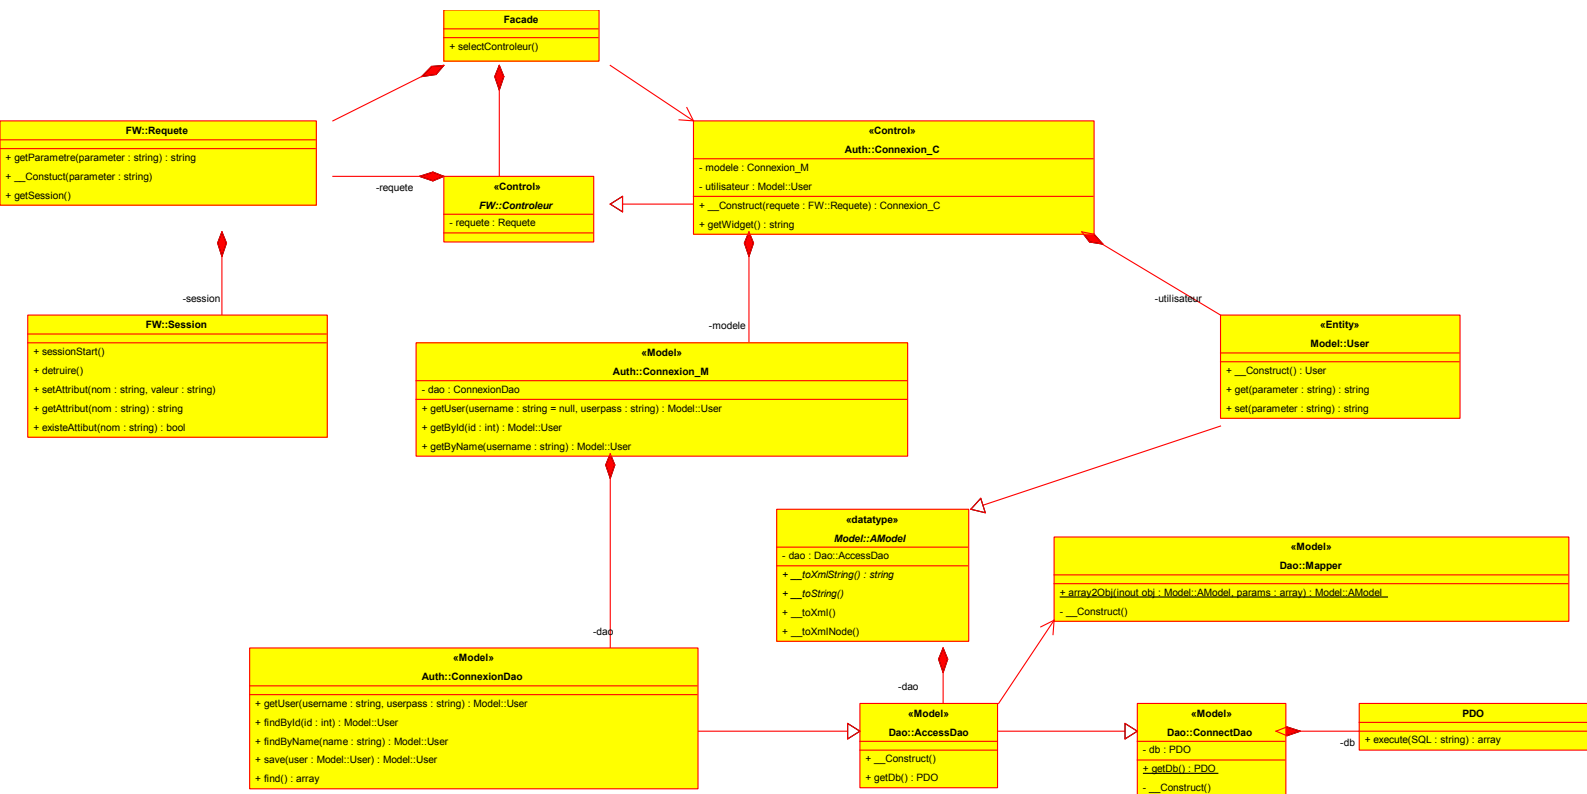 Facade
+ selectControleur()
FW::Requete
+ getParametre(parameter : string) : string
+ __Constuct(parameter : string)
+ getSession()
-requete
«Control»
FW::Controleur
- requete : Requete
«Control»
Auth::Connexion_C
- modele : Connexion_M
- utilisateur : Model::User
+ __Construct(requete : FW::Requete) : Connexion_C
+ getWidget() : string
-session
-utilisateur
-modele
FW::Session
+ sessionStart()
+ detruire()
+ setAttribut(nom : string, valeur : string)
+ getAttribut(nom : string) : string
+ existeAttibut(nom : string) : bool
«Model»
Auth::Connexion_M
- dao : ConnexionDao
+ getUser(username : string = null, userpass : string) : Model::User
+ getById(id : int) : Model::User
+ getByName(username : string) : Model::User
«Entity»
Model::User
+ __Construct() : User
+ get(parameter : string) : string
+ set(parameter : string) : string
«datatype»
Model::AModel
- dao : Dao::AccessDao
+ __toXmlString() : string
+ __toString()
+ __toXml()
+ __toXmlNode()
«Model»
Dao::Mapper
+ array2Obj(inout obj : Model::AModel, params : array) : Model::AModel
- __Construct()
-dao
«Model»
Auth::ConnexionDao
+ getUser(username : string, userpass : string) : Model::User
+ findById(id : int) : Model::User
+ findByName(name : string) : Model::User
+ save(user : Model::User) : Model::User
+ find() : array
-dao
«Model»
Dao::AccessDao
+ __Construct()
+ getDb() : PDO
«Model»
Dao::ConnectDao
- db : PDO
+ getDb() : PDO
- __Construct()
-db
PDO
+ execute(SQL : string) : array